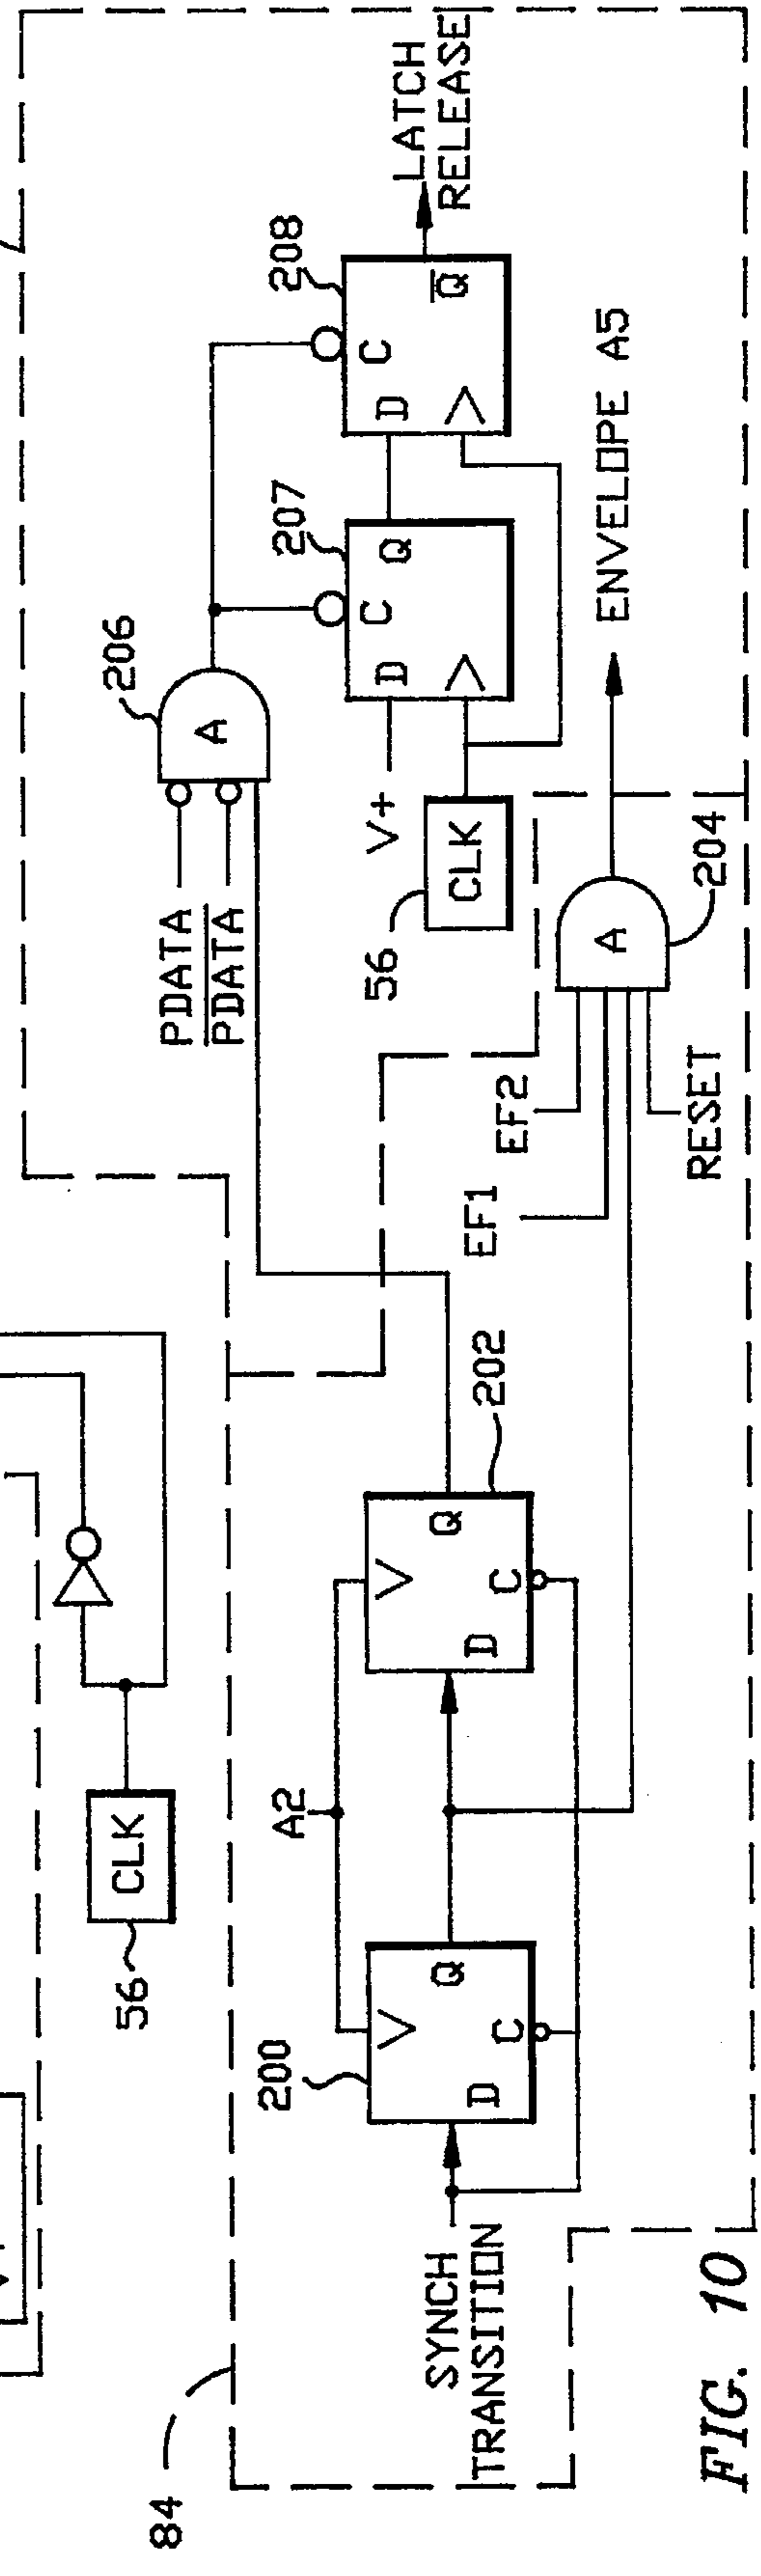 84
56
CLK
SYNCH
TRANSITION
200
D
Q
C
A2
D
Q
C
202
EF1
EF2
RESET
A
204
ENVELOPE A5
PDATA
PDATA
A
206
56
CLK
V+
D
Q
C
207
D
Q
C
208
LATCH
RELEASE
FIG. 10